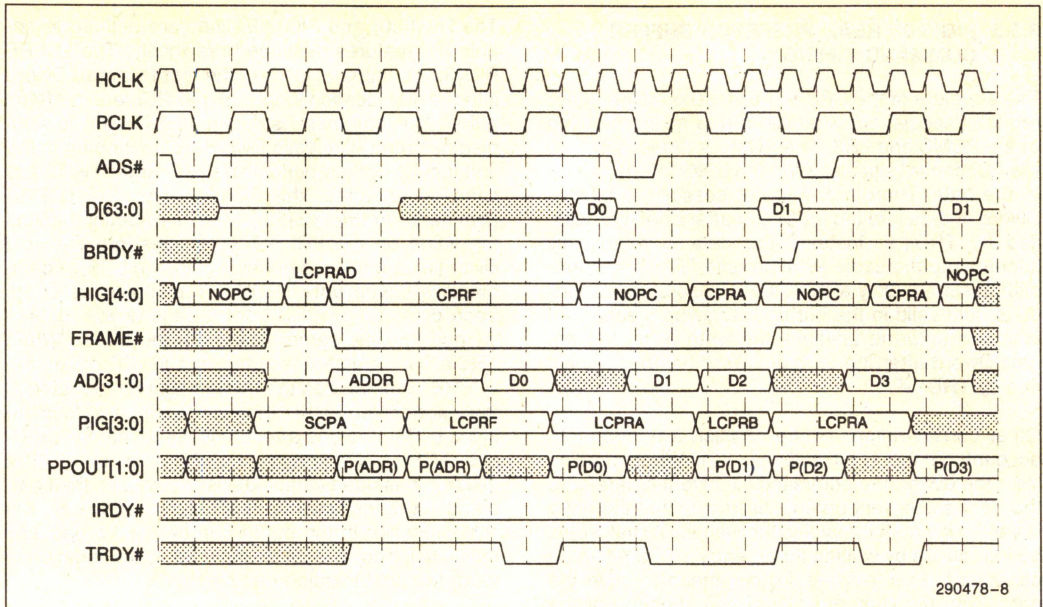 HCLK
PCLK
ADS#
D[63:0] D0 D1 D1
BRDY#
LCPRAD NOPC
HIG[4:0] NOPC CPRF NOPC CPRA NOPC CPRA
FRAME#
AD[31:0] ADDR D0 D1 D2 D3
PIG[3:0] SCPA LCPRF LCPRA LCPRB LCPRA
PPOUT[1:0] P(ADR) P(ADR) P(D0) P(D1) P(D2) P(D3)
IRDY#
TRDY#
290478-8